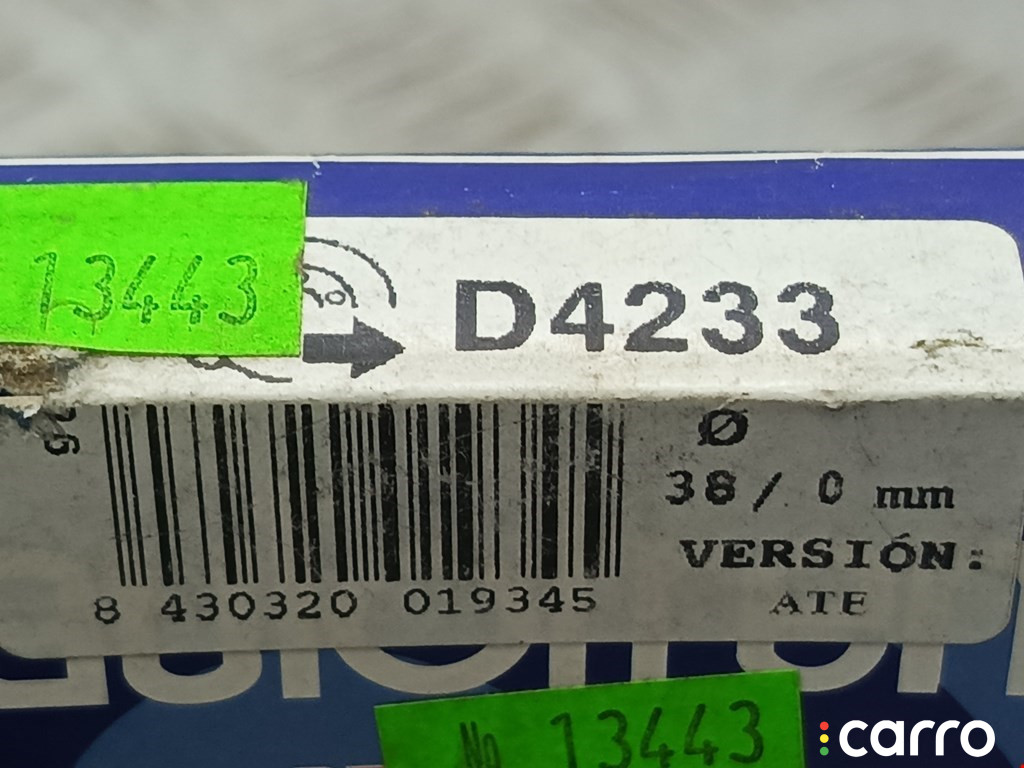 13443
D4233
Ø
38/ 0 mm
VERSIÓN:
ATE
8 430320 019345
№ 13443
carro